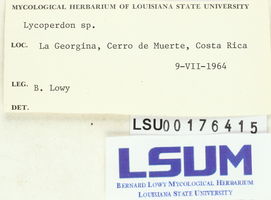 MYCOLOGICAL HERBARIUM OF LOUISIANA STATE UNIVERSITY
Lycoperdon sp.
LOC. La Georgina, Cerro de Muerte, Costa Rica
9-VII-1964
LEG. B. Lowy
DET.
LSU00176415
LSUM
BERNARD LOWY MYCOLOGICAL HERBARIUM
LOUISIANA STATE UNIVERSITY